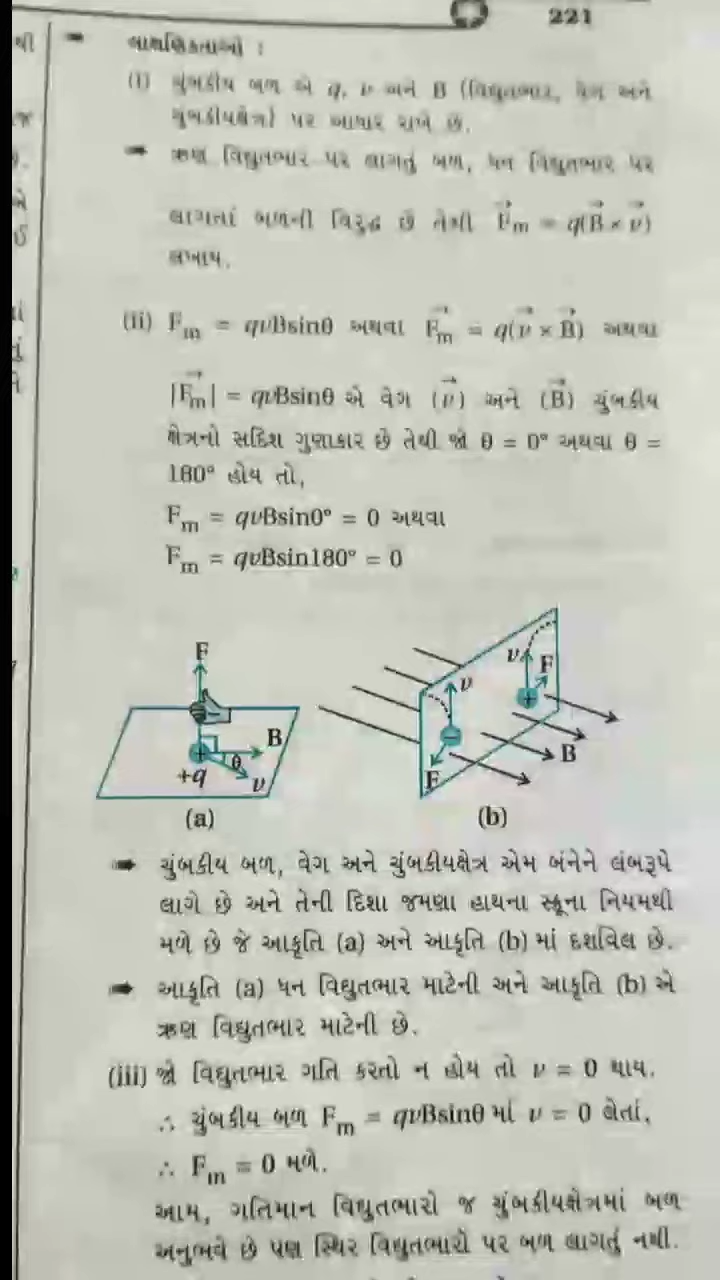 221
લાક્ષણિકતાઓ :
(i) ચુંબકીય બળ એ q, v અને B (વિદ્યુતભાર, વેગ અને
ચુંબકીયક્ષેત્ર) પર આધાર રાખે છે.
➠ ઋણ વિદ્યુતભાર પર લાગતું બળ, ધન વિદ્યુતભાર પર
લાગતાં બળની વિરુદ્ધ છે તેથી F⃗m = q(B⃗ × v⃗)
લખાય.
(ii) Fm = qvBsinθ અથવા F⃗m = q(v⃗ × B⃗) અથવા
|F⃗m| = qvBsinθ એ વેગ (v⃗) અને (B⃗) ચુંબકીય
ક્ષેત્રનો સદિશ ગુણાકાર છે તેથી જો θ = 0° અથવા θ =
180° હોય તો,
Fm = qvBsin0° = 0 અથવા
Fm = qvBsin180° = 0
F
B
θ
+q
v
(a)
v
F
v
F
B
(b)
➠ ચુંબકીય બળ, વેગ અને ચુંબકીયક્ષેત્ર એમ બંનેને લંબરૂપે
લાગે છે અને તેની દિશા જમણા હાથના સ્ક્રૂના નિયમથી
મળે છે જે આકૃતિ (a) અને આકૃતિ (b) માં દર્શાવેલ છે.
➠ આકૃતિ (a) ધન વિદ્યુતભાર માટેની અને આકૃતિ (b) એ
ઋણ વિદ્યુતભાર માટેની છે.
(iii) જો વિદ્યુતભાર ગતિ કરતો ન હોય તો v = 0 થાય.
∴ ચુંબકીય બળ Fm = qvBsinθ માં v = 0 લેતાં,
∴ Fm = 0 મળે.
આમ, ગતિમાન વિદ્યુતભારો જ ચુંબકીયક્ષેત્રમાં બળ
અનુભવે છે પણ સ્થિર વિદ્યુતભારો પર બળ લાગતું નથી.